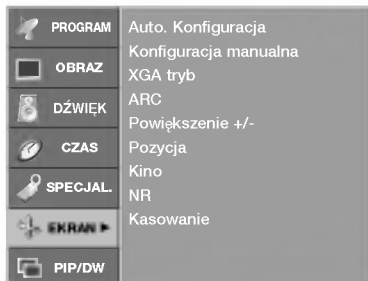 PROGRAM
OBRAZ
DŹWIĘK
CZAS
SPECJAL.
EKRAN ►
PIP/DW
Auto. Konfiguracja
Konfiguracja manualna
XGA tryb
ARC
Powiększenie +/-
Pozycja
Kino
NR
Kasowanie